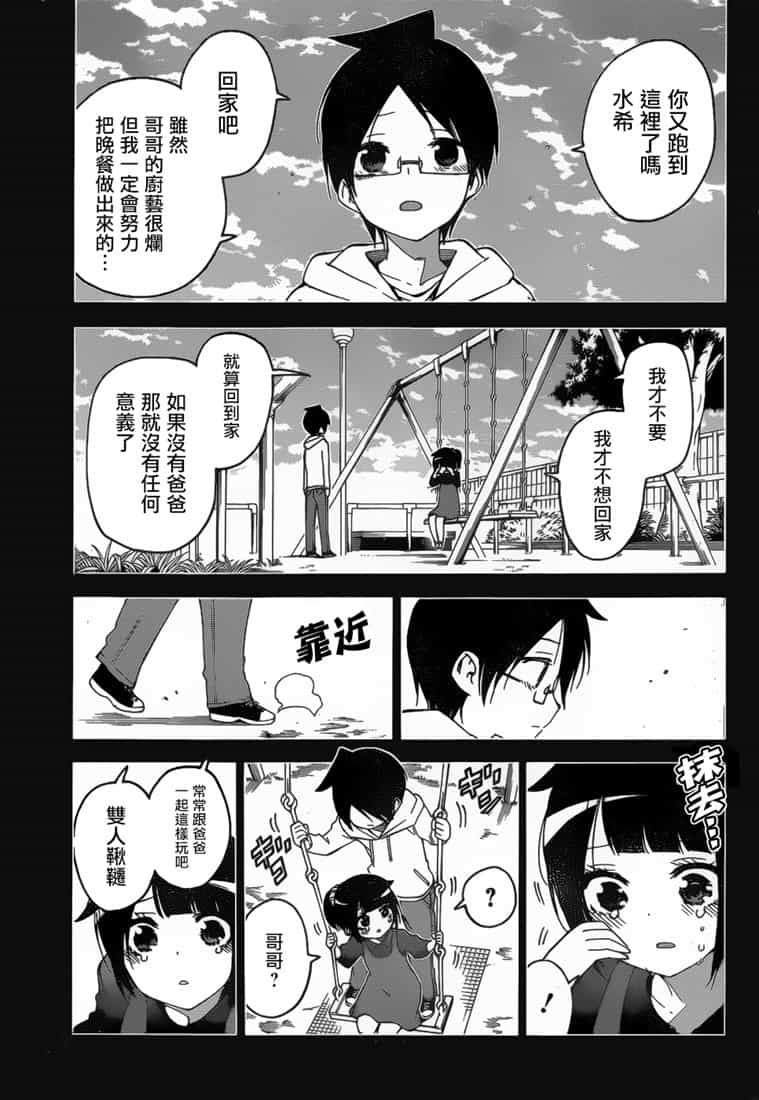 你又跑到
這裡了嗎
水希
回家吧
雖然
哥哥的廚藝很爛
但我一定會努力
把晚餐做出來的…
我才不要
我才不想回家
就算回到家
如果沒有爸爸
那就沒有任何
意義了
靠近
抹去…
！
？
哥哥？
常常跟爸爸
一起這樣玩吧
雙人鞦韆